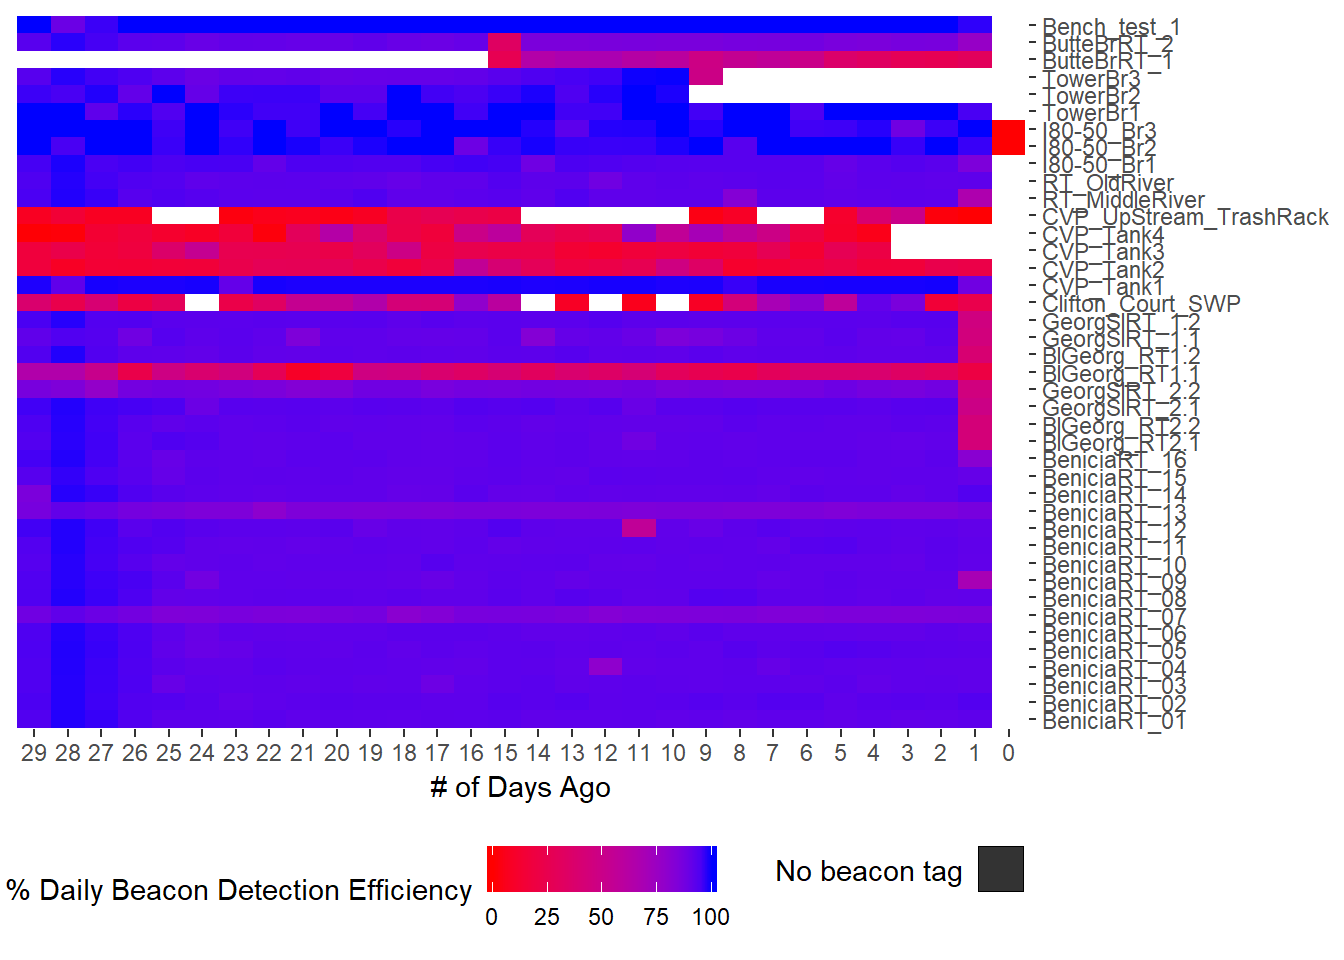 Bench_test_1
ButteBrRT_2
ButteBrRT_1
TowerBr3
TowerBr2
TowerBr1
I80-50_Br3
I80-50_Br2
I80-50_Br1
RT_OldRiver
RT_MiddleRiver
CVP_UpStream_TrashRack
CVP_Tank4
CVP_Tank3
CVP_Tank2
CVP_Tank1
Clifton_Court_SWP
GeorgSlRT_1.2
GeorgSlRT_1.1
BlGeorg_RT1.2
BlGeorg_RT1.1
GeorgSlRT_2.2
GeorgSlRT_2.1
BlGeorg_RT2.2
BlGeorg_RT2.1
BeniciaRT_16
BeniciaRT_15
BeniciaRT_14
BeniciaRT_13
BeniciaRT_12
BeniciaRT_11
BeniciaRT_10
BeniciaRT_09
BeniciaRT_08
BeniciaRT_07
BeniciaRT_06
BeniciaRT_05
BeniciaRT_04
BeniciaRT_03
BeniciaRT_02
BeniciaRT_01
29 28 27 26 25 24 23 22 21 20 19 18 17 16 15 14 13 12 11 10 9 8 7 6 5 4 3 2 1 0
# of Days Ago
% Daily Beacon Detection Efficiency
0 25 50 75 100
No beacon tag